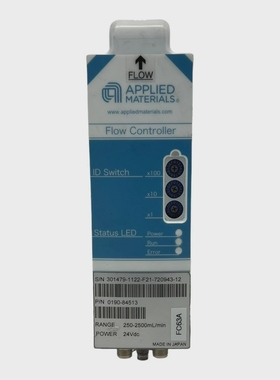 FLOW
APPLIED
MATERIALS®
www.appliedmaterials.com
Flow Controller
ID Switch
x100
x10
x1
Status LED
Power
Run
Error
S/N 301479-1122-F21-720943-12
P/N 0190-84513
RANGE 250-2500mL/min
POWER 24Vdc
FC63A
MADE IN JAPAN